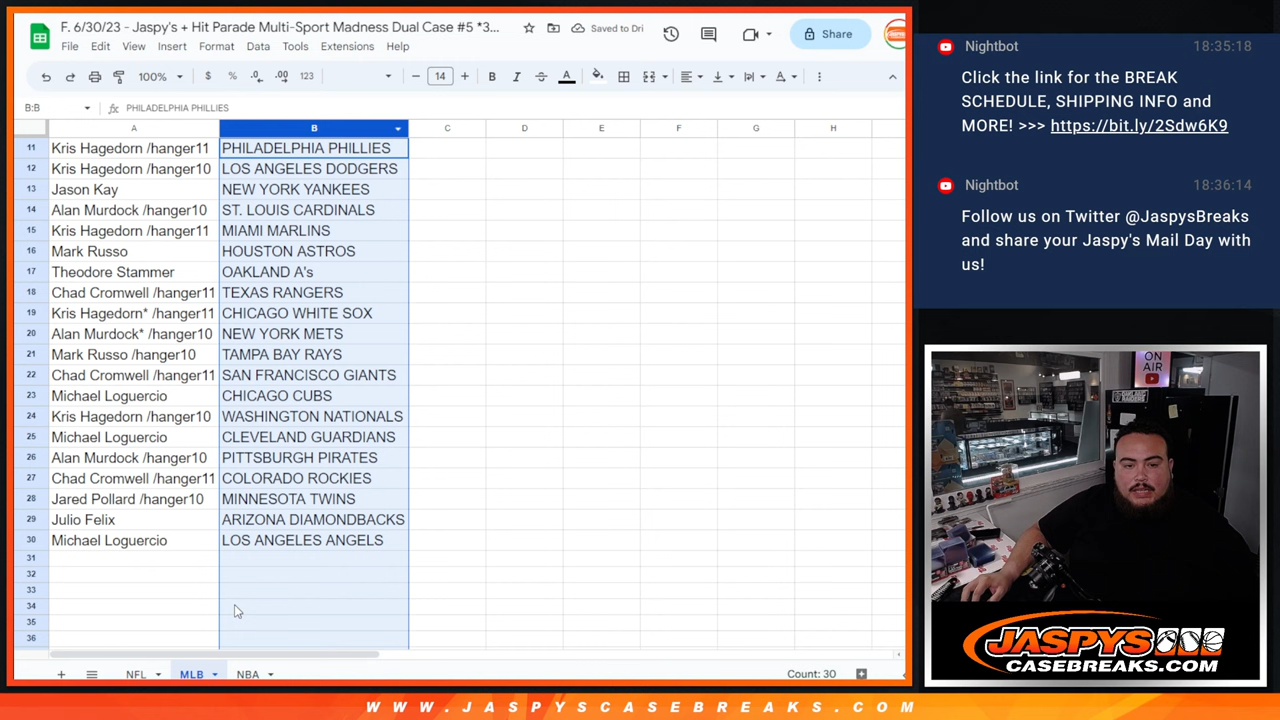 F. 6/30/23 - Jaspy's + Hit Parade Multi-Sport Madness Dual Case #5 *3...
Saved to Dri
Share
File Edit View Insert Format Data Tools Extensions Help
100% $ % .0 .00 123 14 B I A
B:B fx PHILADELPHIA PHILLIES
A B C D E F G H
11 Kris Hagedorn /hanger11 PHILADELPHIA PHILLIES
12 Kris Hagedorn /hanger10 LOS ANGELES DODGERS
13 Jason Kay NEW YORK YANKEES
14 Alan Murdock /hanger10 ST. LOUIS CARDINALS
15 Kris Hagedorn /hanger11 MIAMI MARLINS
16 Mark Russo HOUSTON ASTROS
17 Theodore Stammer OAKLAND A's
18 Chad Cromwell /hanger11 TEXAS RANGERS
19 Kris Hagedorn* /hanger11 CHICAGO WHITE SOX
20 Alan Murdock* /hanger10 NEW YORK METS
21 Mark Russo /hanger10 TAMPA BAY RAYS
22 Chad Cromwell /hanger11 SAN FRANCISCO GIANTS
23 Michael Loguercio CHICAGO CUBS
24 Kris Hagedorn /hanger10 WASHINGTON NATIONALS
25 Michael Loguercio CLEVELAND GUARDIANS
26 Alan Murdock /hanger10 PITTSBURGH PIRATES
27 Chad Cromwell /hanger11 COLORADO ROCKIES
28 Jared Pollard /hanger10 MINNESOTA TWINS
29 Julio Felix ARIZONA DIAMONDBACKS
30 Michael Loguercio LOS ANGELES ANGELS
31
32
33
34
35
36
NFL MLB NBA Count: 30
Nightbot 18:35:18
Click the link for the BREAK
SCHEDULE, SHIPPING INFO and
MORE! >>> https://bit.ly/2Sdw6K9
Nightbot 18:36:14
Follow us on Twitter @JaspysBreaks
and share your Jaspy's Mail Day with
us!
ON
AIR
JASPYS
CASEBREAKS.COM
WWW.JASPYSCASEBREAKS.COM